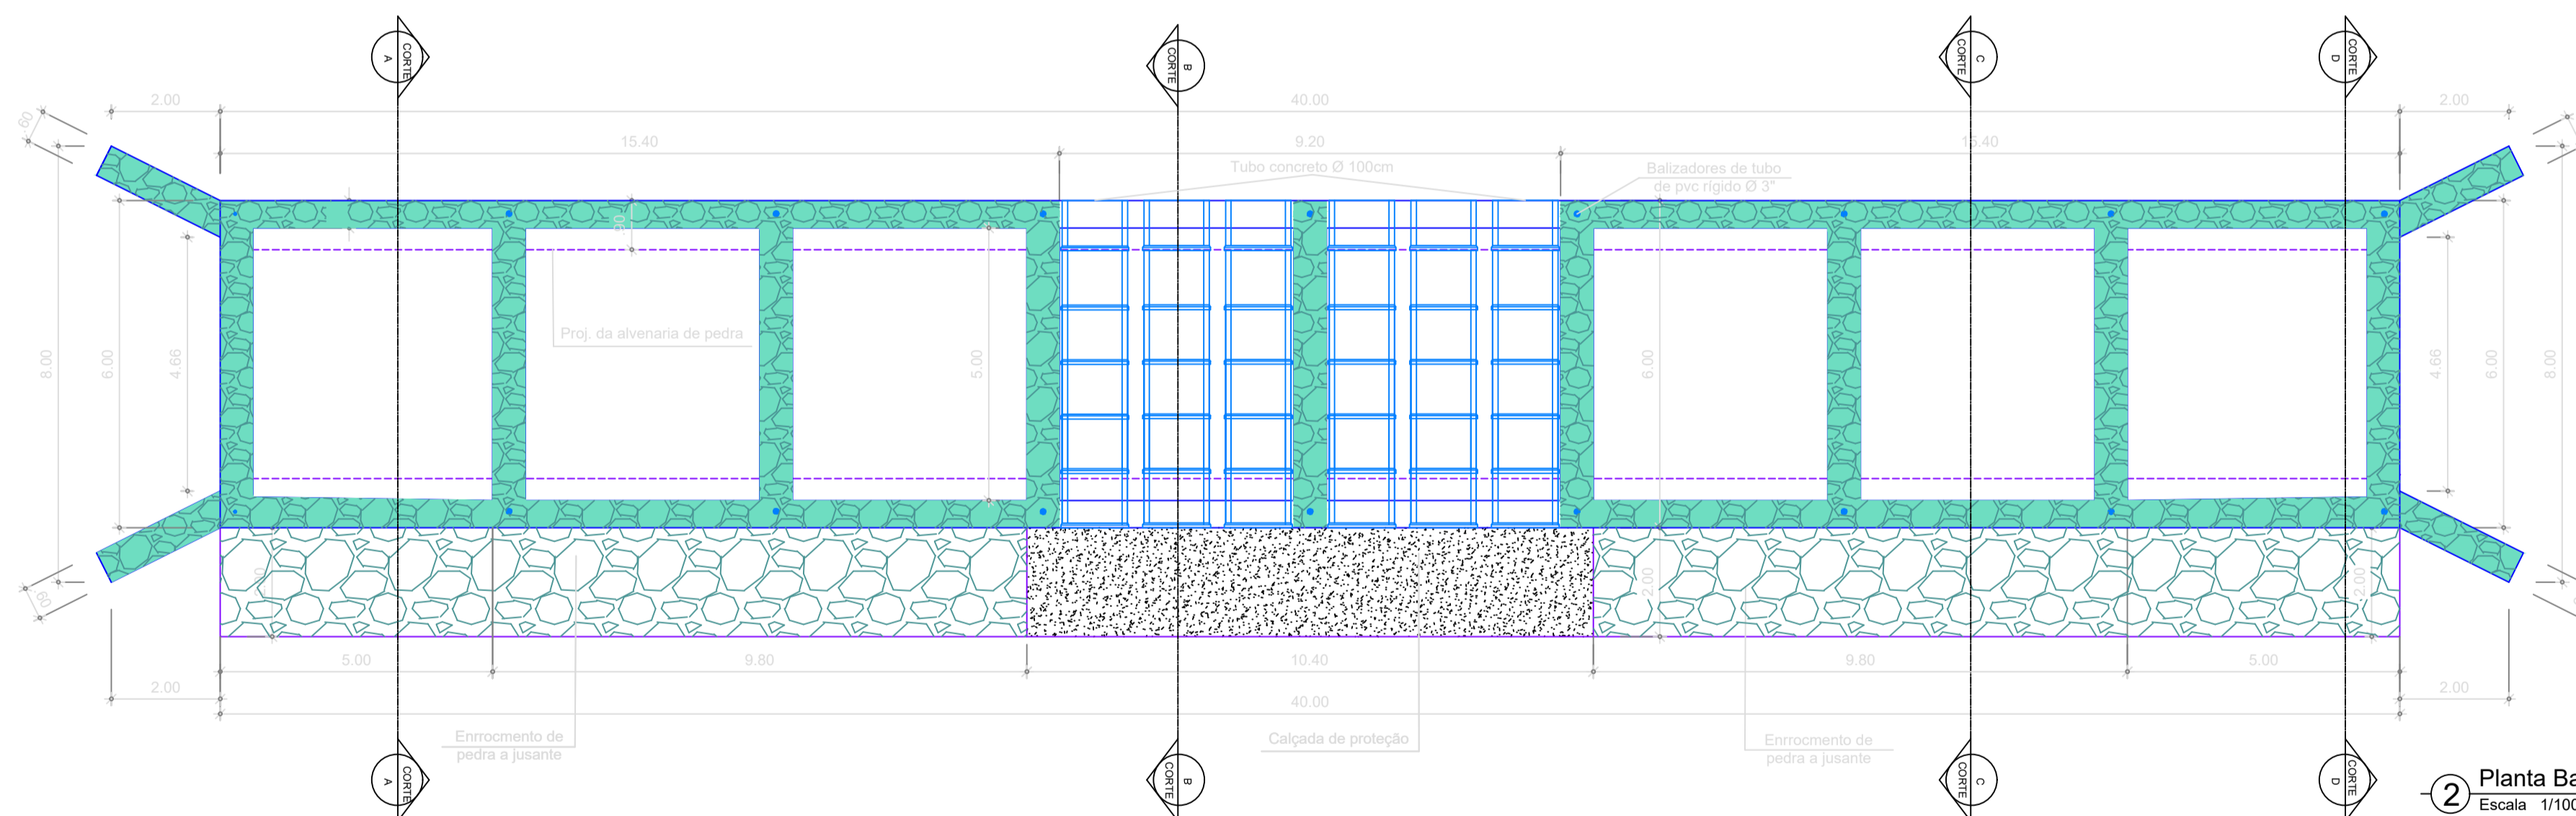 CORTE
A
CORTE
B
CORTE
C
CORTE
D
2.00
40.00
2.00
.60
15.40
9.20
15.40
Tubo concreto Ø 100cm
Balizadores de tubo
de pvc rígido Ø 3"
.90
Proj. da alvenaria de pedra
8.00
6.00
4.66
5.00
6.00
4.66
6.00
8.00
.60
2.00
2.00
5.00
9.80
10.40
9.80
5.00
2.00
40.00
2.00
Enrrocmento de
pedra a jusante
Calçada de proteção
Enrrocmento de
pedra a jusante
CORTE
A
CORTE
B
CORTE
C
CORTE
D
2
Planta
Escala 1/100